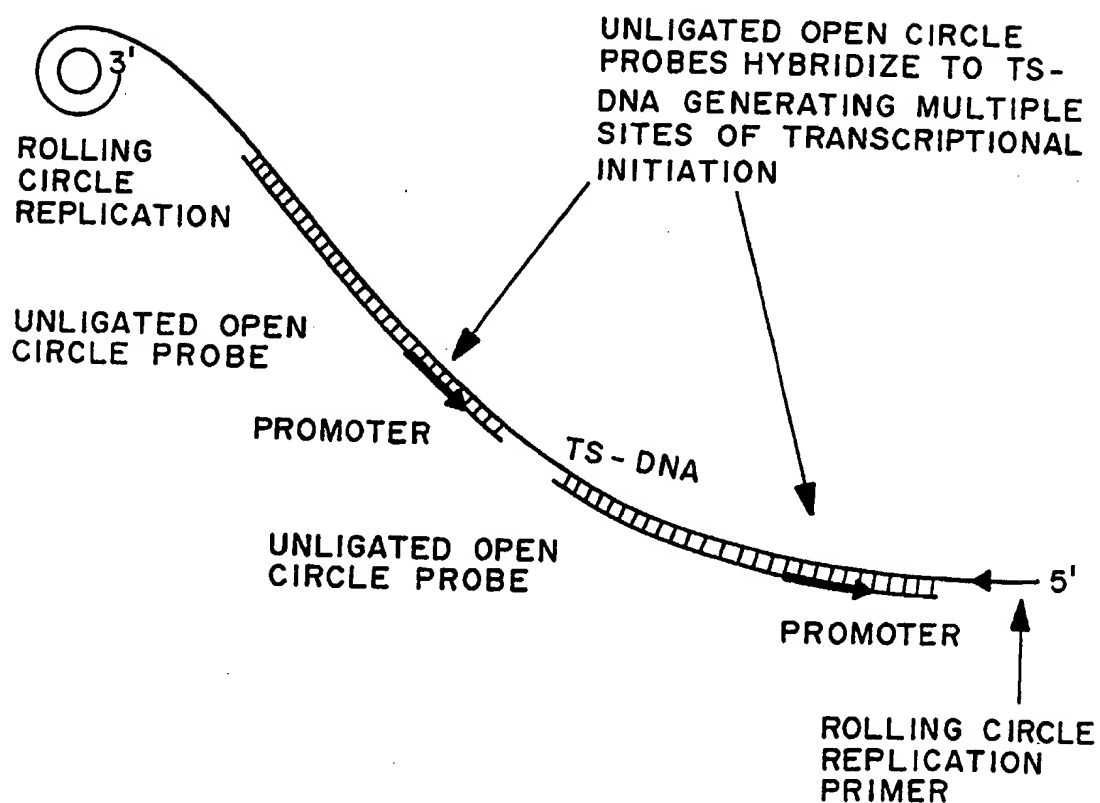 3'
ROLLING
CIRCLE
REPLICATION
UNLIGATED OPEN CIRCLE
PROBES HYBRIDIZE TO TS-
DNA GENERATING MULTIPLE
SITES OF TRANSCRIPTIONAL
INITIATION
UNLIGATED OPEN
CIRCLE PROBE
PROMOTER
TS-DNA
UNLIGATED OPEN
CIRCLE PROBE
5'
PROMOTER
ROLLING CIRCLE
REPLICATION
PRIMER